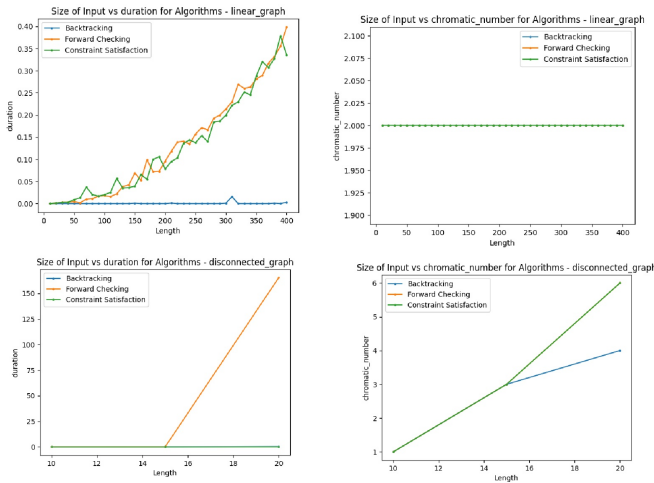 Size of Input vs duration for Algorithms - linear_graph
Backtracking
Forward Checking
Constraint Satisfaction
0.40
0.35
0.30
0.25
0.20
0.15
0.10
0.05
0.00
duration
0 50 100 150 200 250 300 350 400
Length
Size of Input vs chromatic_number for Algorithms - linear_graph
Backtracking
Forward Checking
Constraint Satisfaction
2.100
2.075
2.050
2.025
2.000
1.975
1.950
1.925
1.900
chromatic_number
0 50 100 150 200 250 300 350 400
Length
Size of Input vs duration for Algorithms - disconnected_graph
Backtracking
Forward Checking
Constraint Satisfaction
150
125
100
75
50
25
0
duration
10 12 14 16 18 20
Length
Size of Input vs chromatic_number for Algorithms - disconnected_graph
Backtracking
Forward Checking
Constraint Satisfaction
6
5
4
3
2
1
chromatic_number
10 12 14 16 18 20
Length